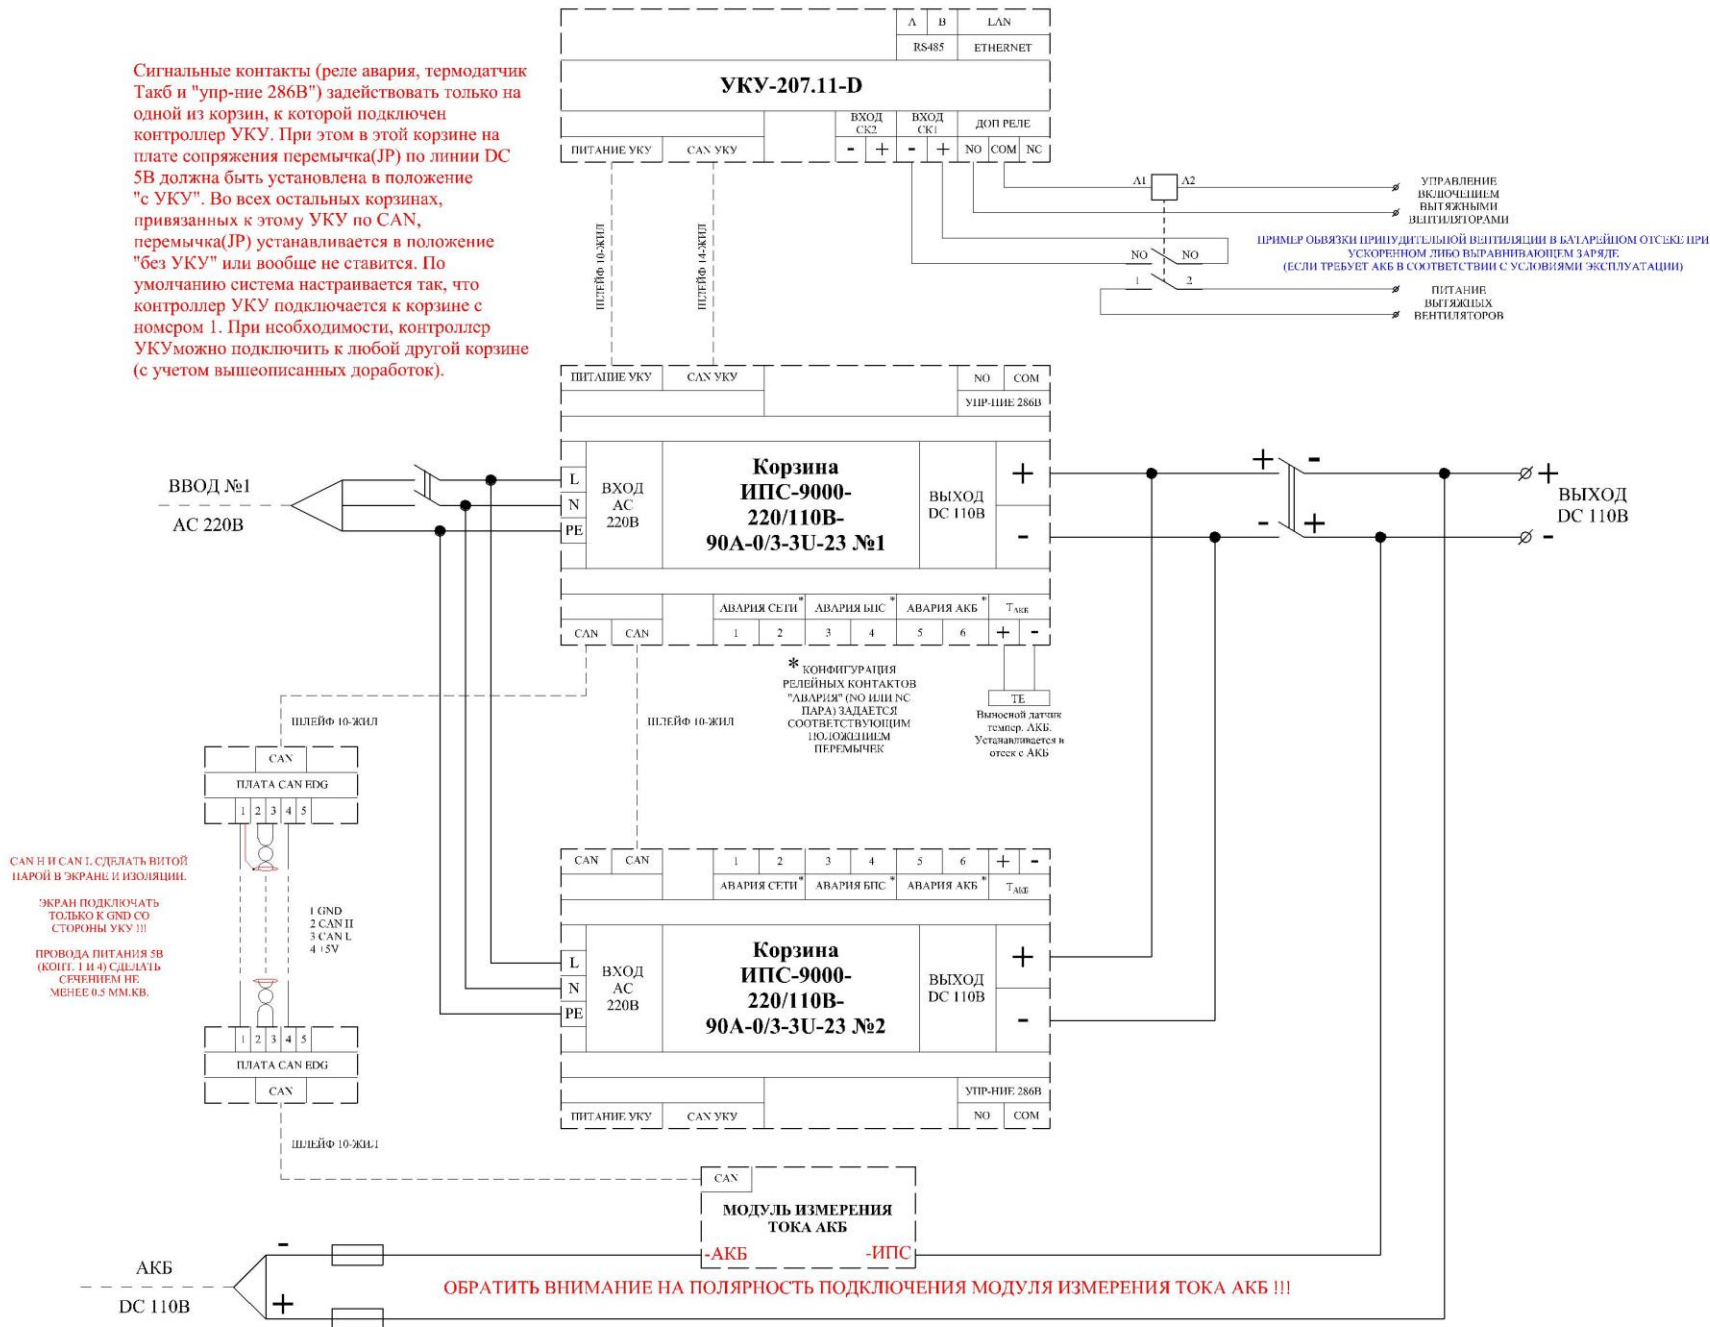 A B LAN
RS485 ETHERNET
УКУ-207.11-D
ВХОД СК2 ВХОД СК1 ДОП РЕЛЕ
ПИТАНИЕ УКУ CAN УКУ - + - + NO COM NC
Сигнальные контакты (реле авария, термодатчик
Такб и "упр-ние 286В") задействовать только на
одной из корзин, к которой подключен
контроллер УКУ. При этом в этой корзине на
плате сопряжения перемычка(JP) по линии DC
5В должна быть установлена в положение
"с УКУ". Во всех остальных корзинах,
привязанных к этому УКУ по CAN,
перемычка(JP) устанавливается в положение
"без УКУ" или вообще не ставится. По
умолчанию система настраивается так, что
контроллер УКУ подключается к корзине с
номером 1. При необходимости, контроллер
УКУможно подключить к любой другой корзине
(с учетом вышеописанных доработок).
ШЛЕЙФ 10-ЖИЛ
ШЛЕЙФ 14-ЖИЛ
A1 A2
УПРАВЛЕНИЕ
ВКЛЮЧЕНИЕМ
ВЫТЯЖНЫМИ
ВЕНТИЛЯТОРАМИ
ПРИМЕР ОБВЯЗКИ ПРИНУДИТЕЛЬНОЙ ВЕНТИЛЯЦИИ В БАТАРЕЙНОМ ОТСЕКЕ ПРИ
УСКОРЕННОМ ЛИБО ВЫРАВНИВАЮЩЕМ ЗАРЯДЕ
(ЕСЛИ ТРЕБУЕТ АКБ В СООТВЕТСТВИИ С УСЛОВИЯМИ ЭКСПЛУАТАЦИИ)
NO NO
1 2
ПИТАНИЕ
ВЫТЯЖНЫХ
ВЕНТИЛЯТОРОВ
ПИТАНИЕ УКУ CAN УКУ NO COM
УПР-НИЕ 286В
ВВОД №1
AC 220В
L
N
PE
ВХОД
AC
220В
Корзина
ИПС-9000-
220/110В-
90А-0/3-3U-23 №1
ВЫХОД
DC 110В
+
-
+ -
- +
+
-
ВЫХОД
DC 110В
АВАРИЯ СЕТИ* АВАРИЯ БПС* АВАРИЯ АКБ* TАКБ
CAN CAN 1 2 3 4 5 6 + -
* КОНФИГУРАЦИЯ
РЕЛЕЙНЫХ КОНТАКТОВ
"АВАРИЯ" (NO ИЛИ NC
ПАРА) ЗАДАЕТСЯ
СООТВЕТСТВУЮЩИМ
ПОЛОЖЕНИЕМ
ПЕРЕМЫЧЕК
TE
Выносной датчик
темпер. АКБ.
Устанавливается в
отсек с АКБ
ШЛЕЙФ 10-ЖИЛ
ШЛЕЙФ 10-ЖИЛ
CAN
ПЛАТА CAN EDG
1 2 3 4 5
CAN H И CAN L СДЕЛАТЬ ВИТОЙ
ПАРОЙ В ЭКРАНЕ И ИЗОЛЯЦИИ.
ЭКРАН ПОДКЛЮЧАТЬ
ТОЛЬКО К GND СО
СТОРОНЫ УКУ !!!
ПРОВОДА ПИТАНИЯ 5В
(КОНТ. 1 И 4) СДЕЛАТЬ
СЕЧЕНИЕМ НЕ
МЕНЕЕ 0.5 ММ.КВ.
1 GND
2 CAN H
3 CAN L
4 +5V
1 2 3 4 5
ПЛАТА CAN EDG
CAN
ШЛЕЙФ 10-ЖИЛ
CAN CAN 1 2 3 4 5 6 + -
АВАРИЯ СЕТИ* АВАРИЯ БПС* АВАРИЯ АКБ* TАКБ
L
N
PE
ВХОД
AC
220В
Корзина
ИПС-9000-
220/110В-
90А-0/3-3U-23 №2
ВЫХОД
DC 110В
+
-
УПР-НИЕ 286В
ПИТАНИЕ УКУ CAN УКУ NO COM
CAN
МОДУЛЬ ИЗМЕРЕНИЯ
ТОКА АКБ
-АКБ -ИПС
АКБ
DC 110В
-
+
ОБРАТИТЬ ВНИМАНИЕ НА ПОЛЯРНОСТЬ ПОДКЛЮЧЕНИЯ МОДУЛЯ ИЗМЕРЕНИЯ ТОКА АКБ !!!